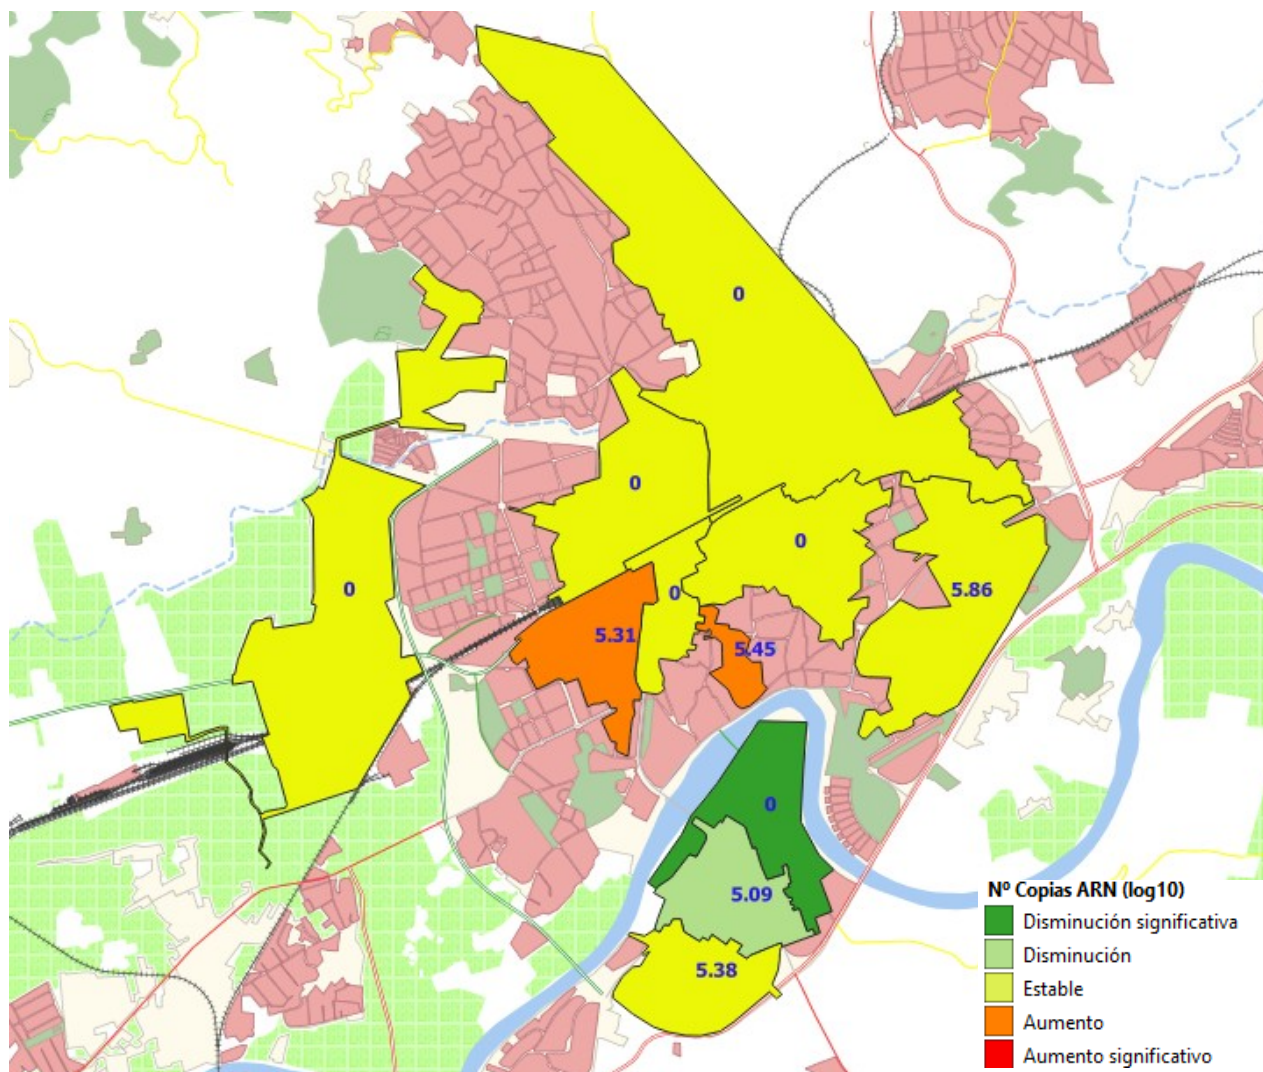 0
0
0
0
0
5.86
5.31
5.45
0
5.09
5.38
Nº Copias ARN (log10)
Disminución significativa
Disminución
Estable
Aumento
Aumento significativo